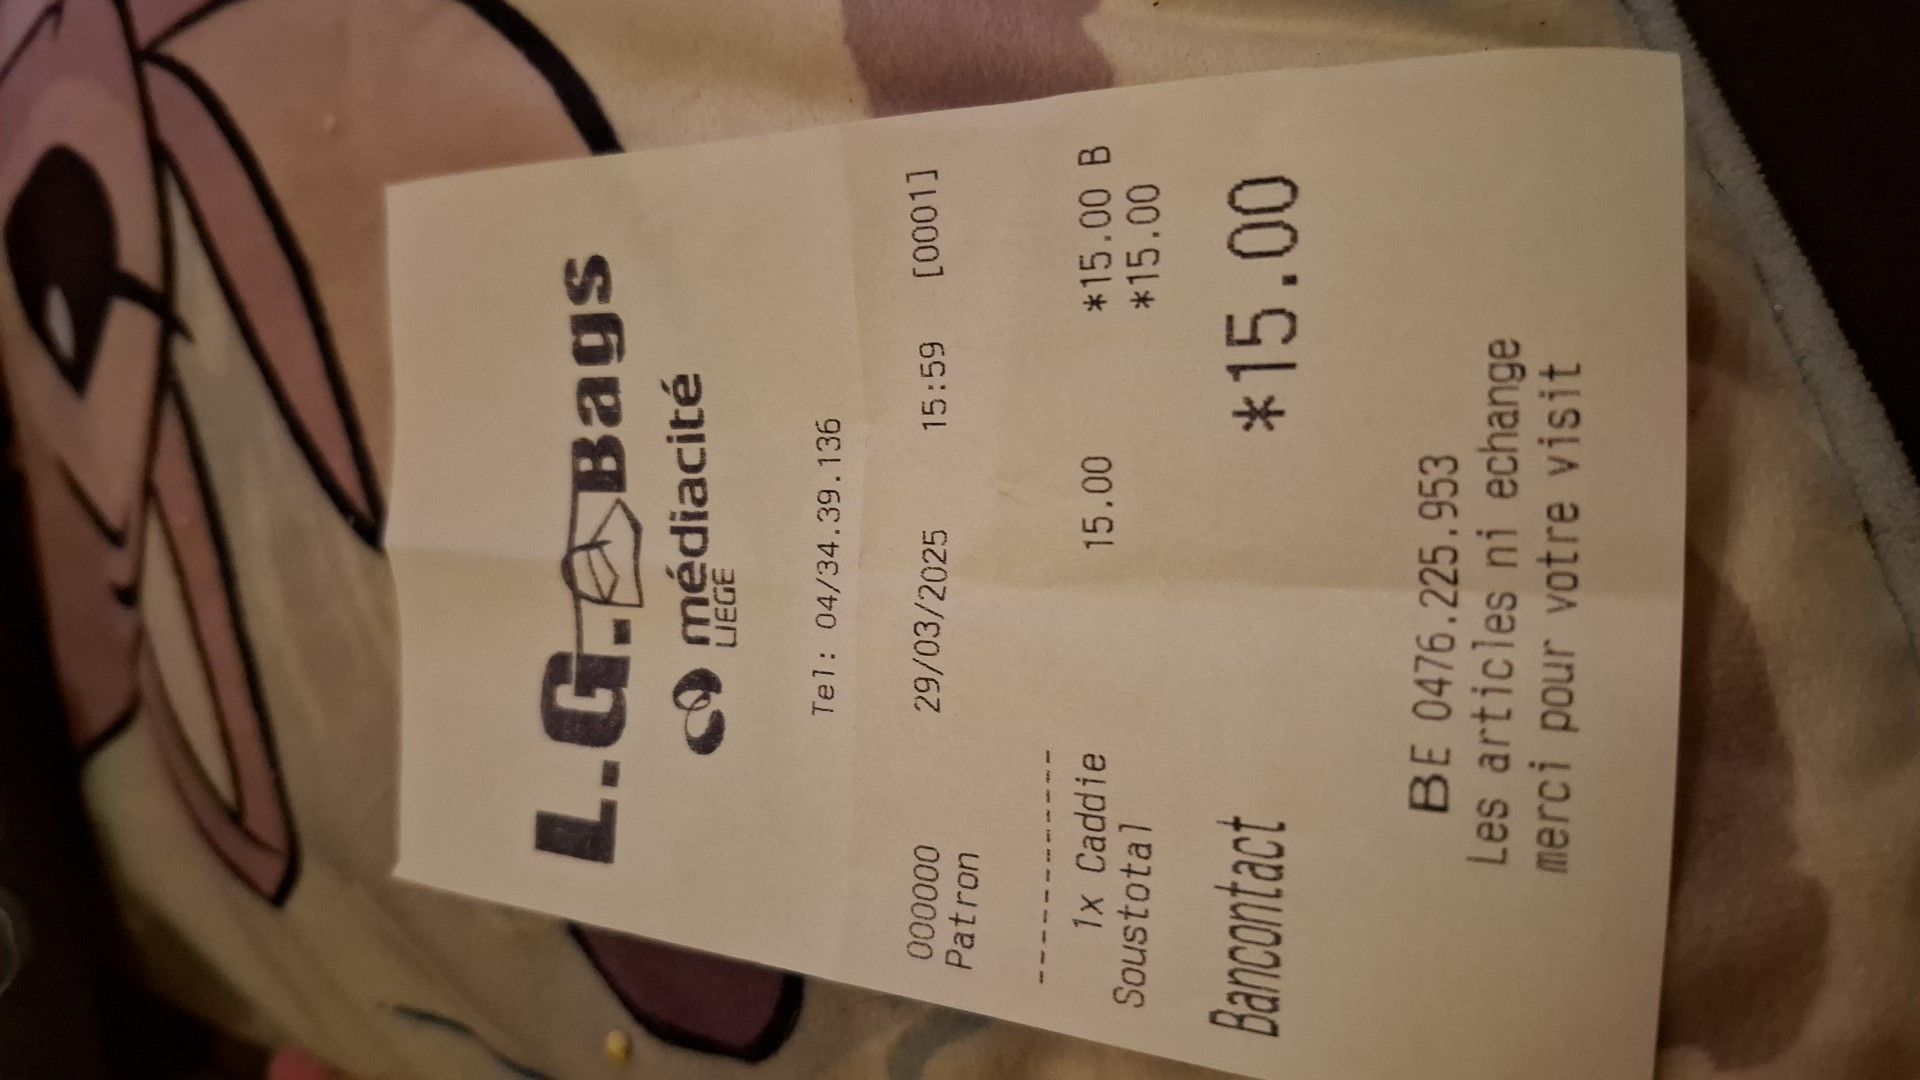 L.G. Bags
médiacité
LIEGE
Tel: 04/34.39.136
000000 29/03/2025 15:59 [0001]
Patron
--------------
1x Caddie 15.00 *15.00 B
Soustotal *15.00
Bancontact *15.00
BE 0476.225.953
Les articles ni echange
merci pour votre visit